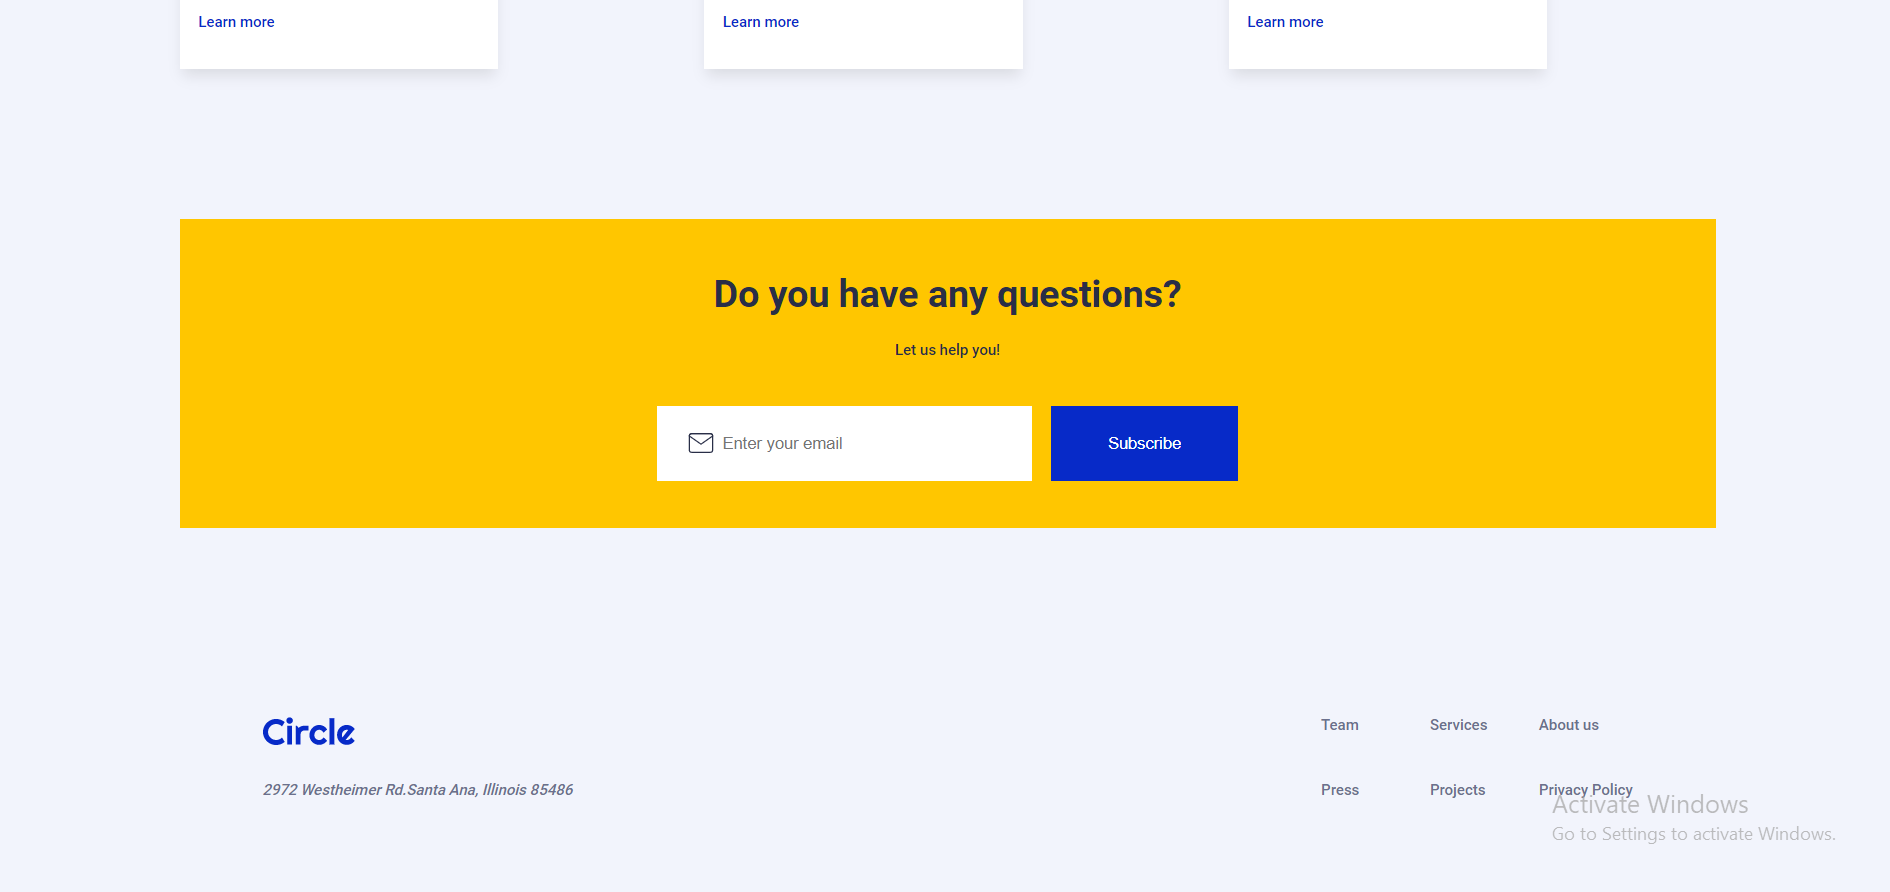 Learn more
Learn more
Learn more
Do you have any questions?
Let us help you!
Enter your email
Subscribe
Circle
2972 Westheimer Rd.Santa Ana, Illinois 85486
Team
Services
About us
Press
Projects
Privacy Policy
Activate Windows
Go to Settings to activate Windows.